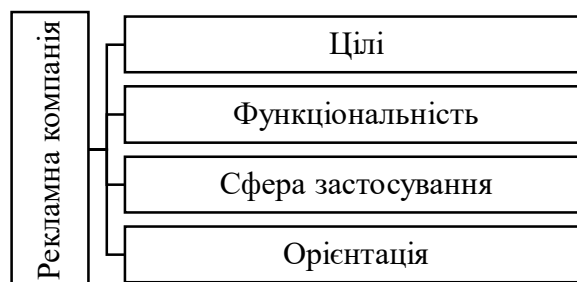 Рекламна компанія
Цілі
Функціональність
Сфера застосування
Орієнтація